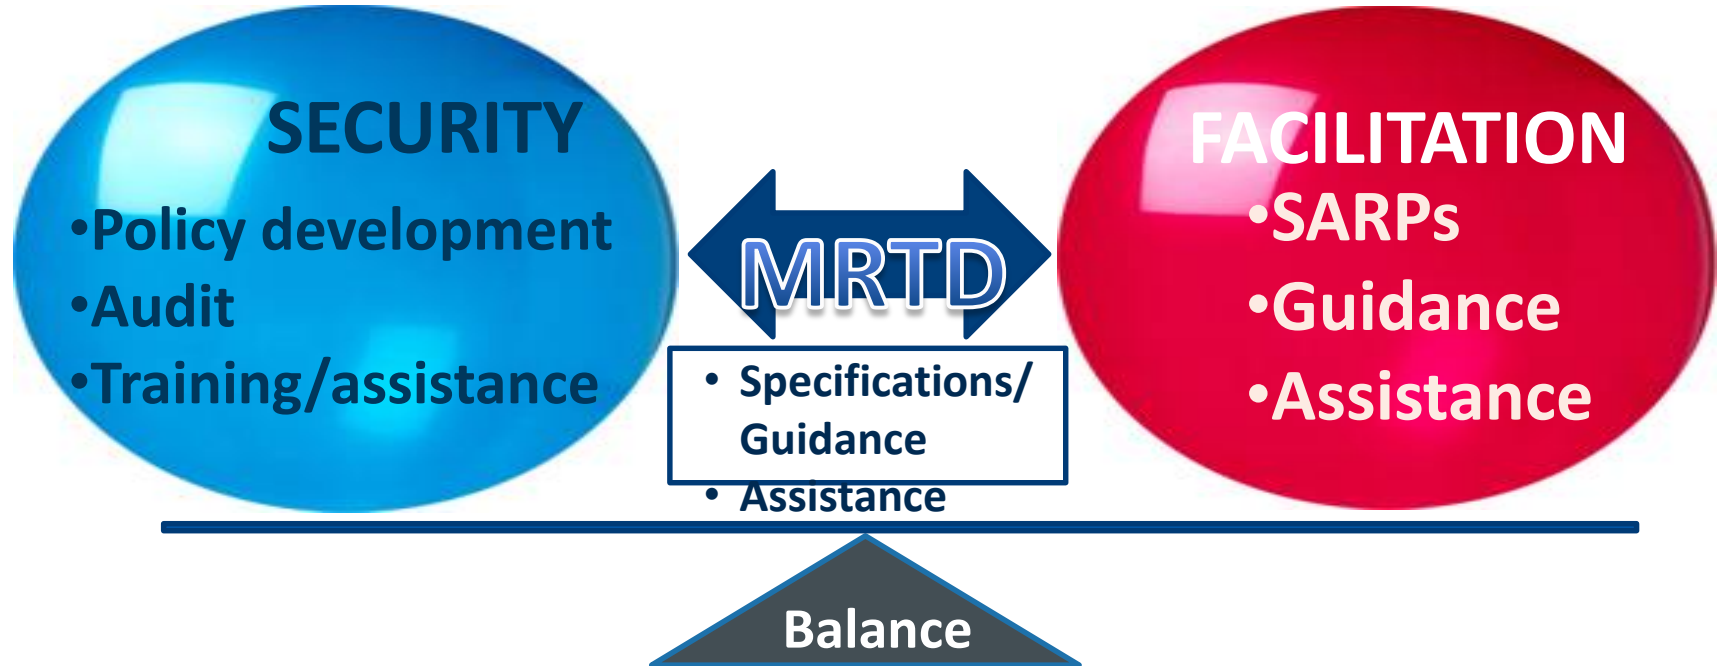 SECURITY
•Policy development
•Audit
•Training/assistance
MRTD
• Specifications/
Guidance
• Assistance
FACILITATION
•SARPs
•Guidance
•Assistance
Balance